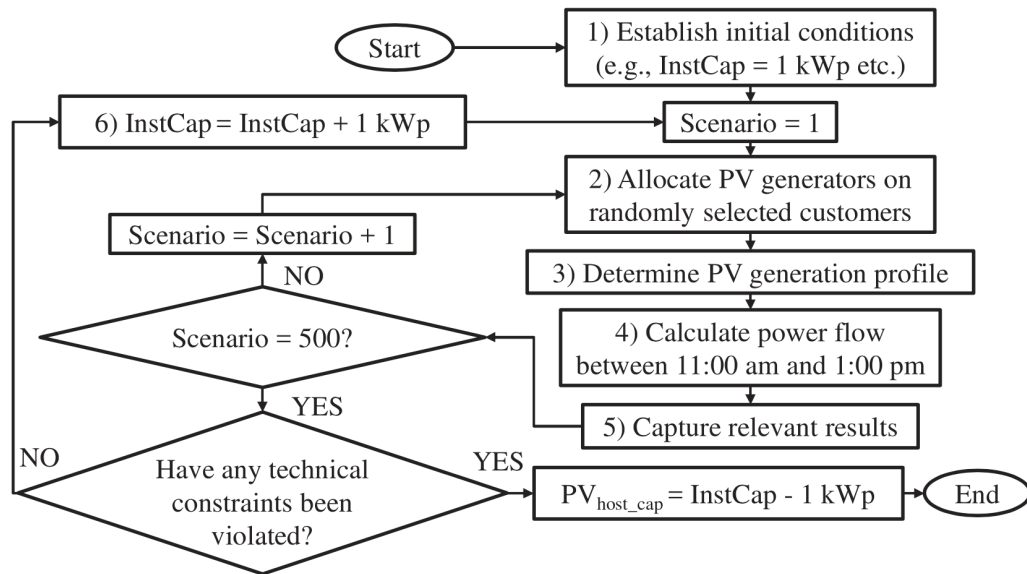 Start
1) Establish initial conditions
(e.g., InstCap = 1 kWp etc.)
6) InstCap = InstCap + 1 kWp
Scenario = 1
2) Allocate PV generators on
randomly selected customers
Scenario = Scenario + 1
3) Determine PV generation profile
NO
Scenario = 500?
4) Calculate power flow
between 11:00 am and 1:00 pm
YES
5) Capture relevant results
NO
Have any technical
constraints been
violated?
YES
PV_host_cap = InstCap - 1 kWp
End